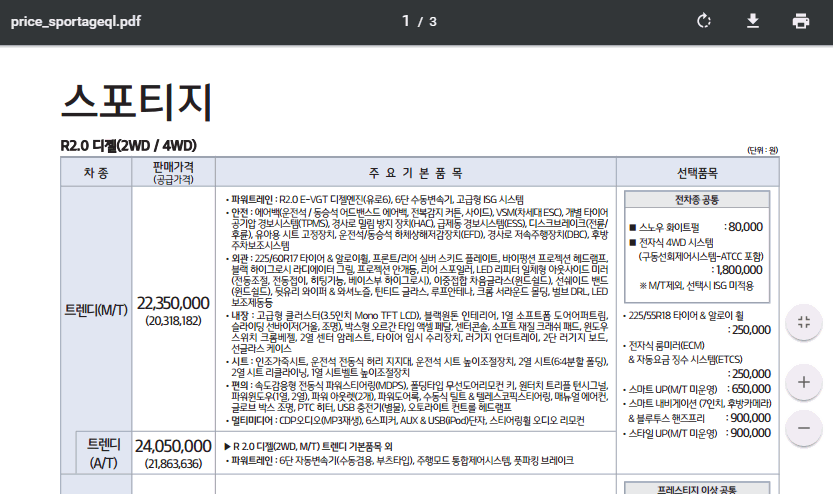 price_sportageql.pdf
1 / 3
스포티지
R2.0 디젤(2WD / 4WD)
(단위 : 원)
차 종
판매가격
(공급가격)
주 요 기 본 품 목
선택품목
트렌디(M/T)
22,350,000
(20,318,182)
• 파워트레인 : R2.0 E-VGT 디젤엔진(유로6), 6단 수동변속기, 고급형 ISG 시스템
• 안전 : 에어백(운전석 / 동승석 어드밴스드 에어백, 전복감지 커튼, 사이드), VSM(차세대 ESC), 개별 타이어
공기압 경보시스템(TPMS), 경사로 밀림 방지 장치(HAC), 급제동 경보시스템(ESS), 디스크브레이크(전륜/
후륜), 유아용 시트 고정장치, 운전석/동승석 하체상해저감장치(EFD), 경사로 저속주행장치(DBC), 후방
주차보조시스템
• 외관 : 225/60R17 타이어 & 알로이휠, 프론트/리어 실버 스키드 플레이트, 바이펑션 프로젝션 헤드램프,
블랙 하이그로시 라디에이터 그릴, 프로젝션 안개등, 리어 스포일러, LED 리피터 일체형 아웃사이드 미러
(전동조절, 전동접이, 히팅기능, 베이스부 하이그로시), 이중접합 차음글라스(윈드쉴드), 선쉐이드 밴드
(윈드쉴드), 뒷유리 와이퍼 & 와셔노즐, 틴티드 글라스, 루프안테나, 크롬 서라운드 몰딩, 벌브 DRL, LED
보조제동등
• 내장 : 고급형 클러스터(3.5인치 Mono TFT LCD), 블랙원톤 인테리어, 1열 소프트폼 도어어퍼트림,
슬라이딩 선바이저(거울, 조명), 박스형 오르간 타입 액셀 페달, 센터콘솔, 소프트 재질 크래쉬 패드, 윈도우
스위치 크롬베젤, 2열 센터 암레스트, 타이어 임시 수리장치, 러기지 언더트레이, 2단 러기지 보드,
선글라스 케이스
• 시트 : 인조가죽시트, 운전석 전동식 허리 지지대, 운전석 시트 높이조절장치, 2열 시트(6:4분할 폴딩),
2열 시트 리클라이닝, 1열 시트벨트 높이조절장치
• 편의 : 속도감응형 전동식 파워스티어링(MDPS), 폴딩타입 무선도어리모컨 키, 원터치 트리플 턴시그널,
파워윈도우(1열, 2열), 파워 아웃렛(2개), 파워도어록, 수동식 틸트 & 텔레스코픽스티어링, 매뉴얼 에어컨,
글로브 박스 조명, PTC 히터, USB 충전기(별물), 오토라이트 컨트롤 헤드램프
• 멀티미디어 : CDP오디오(MP3재생), 6스피커, AUX & USB(iPod)단자, 스티어링휠 오디오 리모컨
전차종 공통
■ 스노우 화이트펄 : 80,000
■ 전자식 4WD 시스템
(구동선회제어시스템-ATCC 포함)
: 1,800,000
※ M/T제외, 선택시 ISG 미적용
• 225/55R18 타이어 & 알로이 휠
: 250,000
• 전자식 룸미러(ECM)
& 자동요금 징수 시스템(ETCS)
: 250,000
• 스마트 UP(M/T 미운영) : 650,000
• 스마트 내비게이션 (7인치, 후방카메라)
& 블루투스 핸즈프리 : 900,000
• 스타일 UP(M/T 미운영) : 900,000
트렌디
(A/T)
24,050,000
(21,863,636)
▶ R 2.0 디젤(2WD, M/T) 트렌디 기본품목 외
• 파워트레인 : 6단 자동변속기(수동겸용, 부츠타입), 주행모드 통합제어시스템, 풋파킹 브레이크
프레스티지 이상 공통